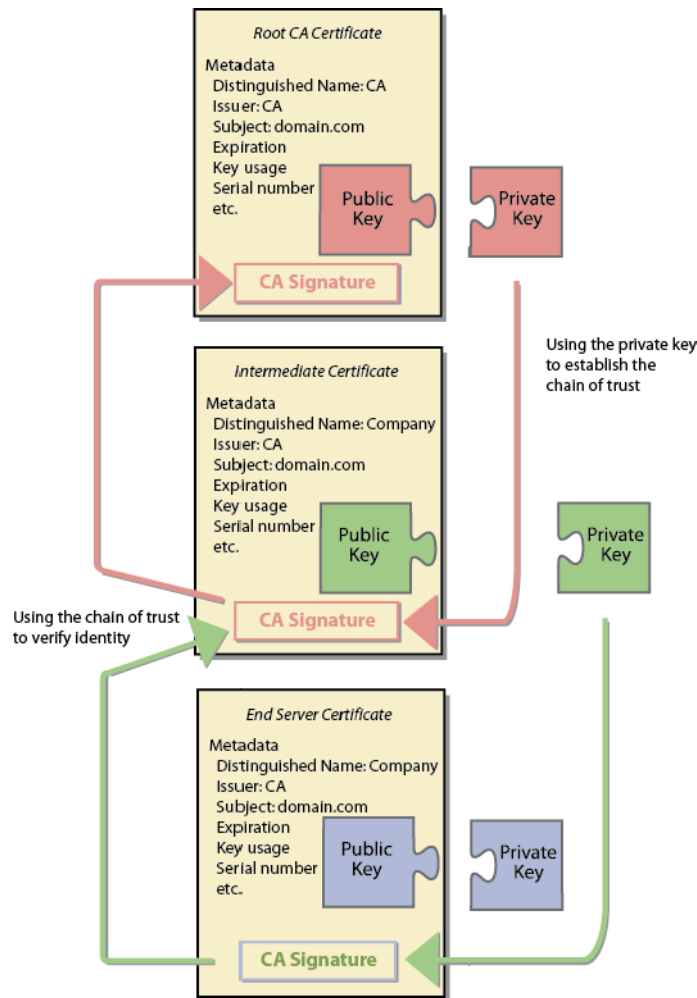 Root CA Certificate
Metadata
Distinguished Name: CA
Issuer: CA
Subject: domain.com
Expiration
Key usage
Serial number
etc.
Public
Key
Private
Key
CA Signature
Using the private key
to establish the
chain of trust
Intermediate Certificate
Metadata
Distinguished Name: Company
Issuer: CA
Subject: domain.com
Expiration
Key usage
Serial number
etc.
Public
Key
Private
Key
CA Signature
Using the chain of trust
to verify identity
End Server Certificate
Metadata
Distinguished Name: Company
Issuer: CA
Subject: domain.com
Expiration
Key usage
Serial number
etc.
Public
Key
Private
Key
CA Signature